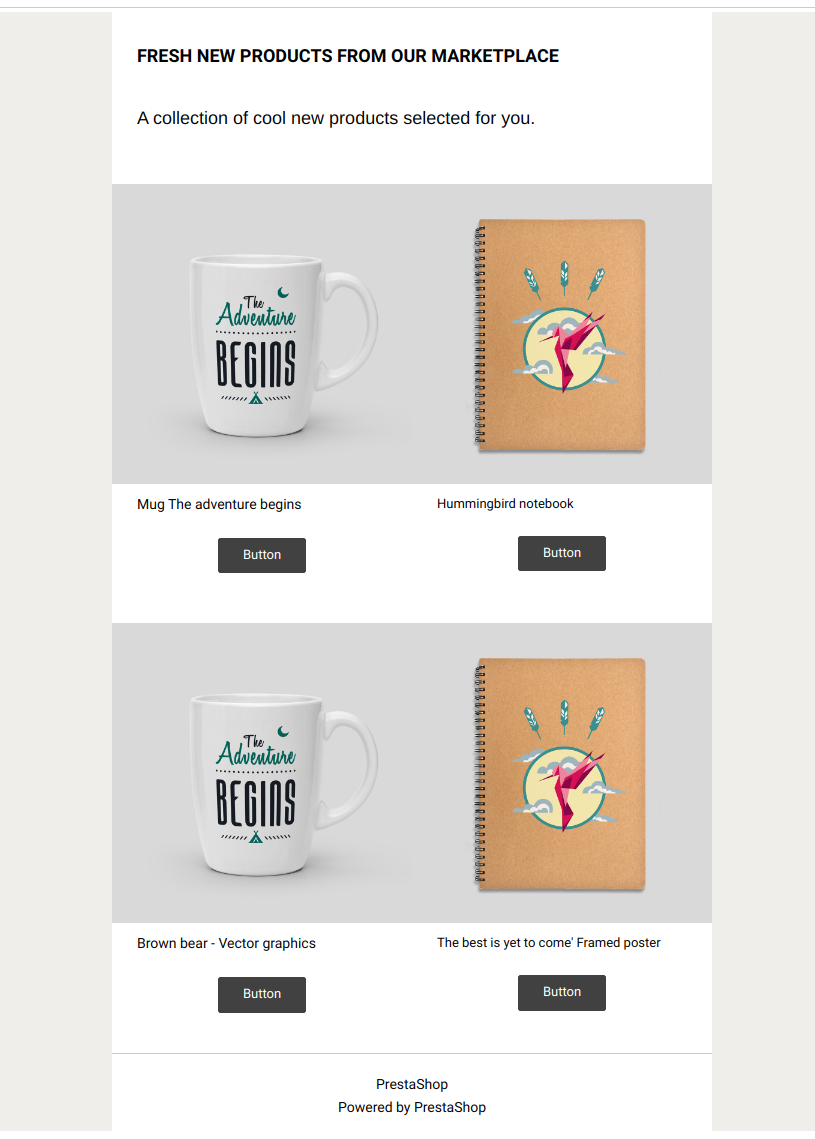 FRESH NEW PRODUCTS FROM OUR MARKETPLACE
A collection of cool new products selected for you.
The
Adventure
BEGINS
Mug The adventure begins
Hummingbird notebook
Button
Button
The
Adventure
BEGINS
Brown bear - Vector graphics
The best is yet to come' Framed poster
Button
Button
PrestaShop
Powered by PrestaShop